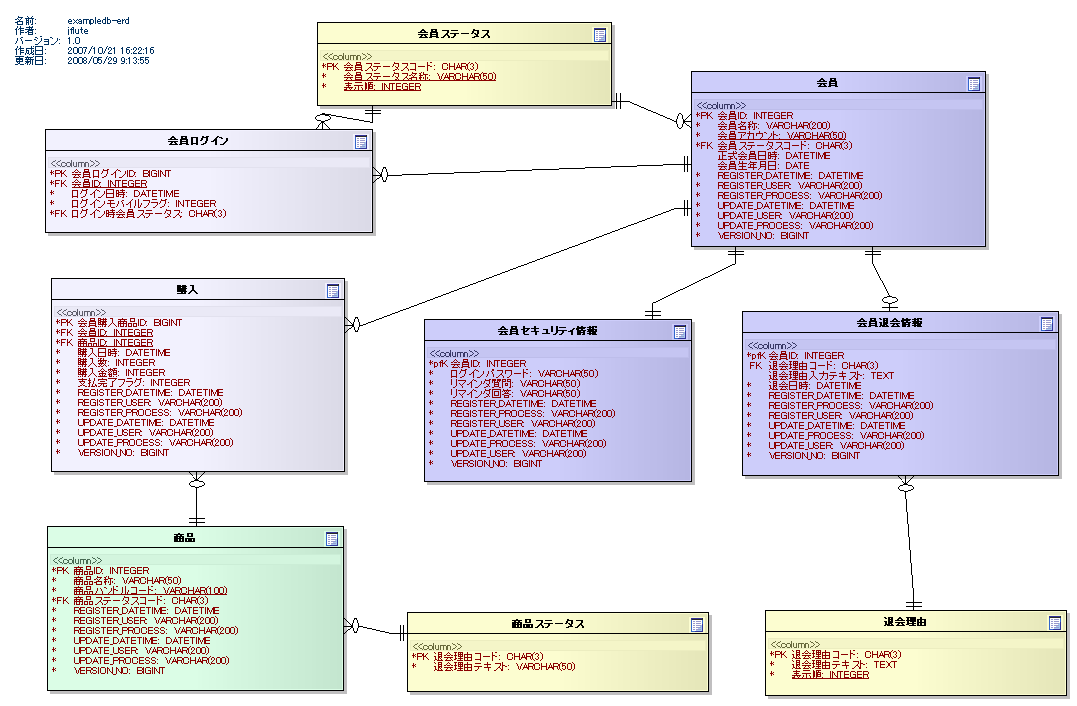 名前: exampledb-erd
作者: jflute
バージョン: 1.0
作成日: 2007/10/21 16:22:16
更新日: 2008/05/29 9:13:55
会員ステータス
<<column>>
*PK 会員ステータスコード: CHAR(3)
* 会員ステータス名称: VARCHAR(50)
* 表示順: INTEGER
会員
<<column>>
*PK 会員ID: INTEGER
* 会員名称: VARCHAR(200)
* 会員アカウント: VARCHAR(50)
*FK 会員ステータスコード: CHAR(3)
正式会員日時: DATETIME
会員生年月日: DATE
* REGISTER_DATETIME: DATETIME
* REGISTER_USER: VARCHAR(200)
* REGISTER_PROCESS: VARCHAR(200)
* UPDATE_DATETIME: DATETIME
* UPDATE_USER: VARCHAR(200)
* UPDATE_PROCESS: VARCHAR(200)
* VERSION_NO: BIGINT
会員ログイン
<<column>>
*PK 会員ログインID: BIGINT
*FK 会員ID: INTEGER
* ログイン日時: DATETIME
* ログインモバイルフラグ: INTEGER
*FK ログイン時会員ステータス: CHAR(3)
購入
<<column>>
*PK 会員購入商品ID: BIGINT
*FK 会員ID: INTEGER
*FK 商品ID: INTEGER
* 購入日時: DATETIME
* 購入数: INTEGER
* 購入金額: INTEGER
* 支払完了フラグ: INTEGER
* REGISTER_DATETIME: DATETIME
* REGISTER_USER: VARCHAR(200)
* REGISTER_PROCESS: VARCHAR(200)
* UPDATE_DATETIME: DATETIME
* UPDATE_USER: VARCHAR(200)
* UPDATE_PROCESS: VARCHAR(200)
* VERSION_NO: BIGINT
会員セキュリティ情報
<<column>>
*pfK 会員ID: INTEGER
* ログインパスワード: VARCHAR(50)
* リマインダ質問: VARCHAR(50)
* リマインダ回答: VARCHAR(50)
* REGISTER_DATETIME: DATETIME
* REGISTER_PROCESS: VARCHAR(200)
* REGISTER_USER: VARCHAR(200)
* UPDATE_DATETIME: DATETIME
* UPDATE_PROCESS: VARCHAR(200)
* UPDATE_USER: VARCHAR(200)
* VERSION_NO: BIGINT
会員退会情報
<<column>>
*pfK 会員ID: INTEGER
FK 退会理由コード: CHAR(3)
退会理由入力テキスト: TEXT
* 退会日時: DATETIME
* REGISTER_DATETIME: DATETIME
* REGISTER_PROCESS: VARCHAR(200)
* REGISTER_USER: VARCHAR(200)
* UPDATE_DATETIME: DATETIME
* UPDATE_PROCESS: VARCHAR(200)
* UPDATE_USER: VARCHAR(200)
* VERSION_NO: BIGINT
商品
<<column>>
*PK 商品ID: INTEGER
* 商品名称: VARCHAR(50)
* 商品ハンドルコード: VARCHAR(100)
*FK 商品ステータスコード: CHAR(3)
* REGISTER_DATETIME: DATETIME
* REGISTER_USER: VARCHAR(200)
* REGISTER_PROCESS: VARCHAR(200)
* UPDATE_DATETIME: DATETIME
* UPDATE_USER: VARCHAR(200)
* UPDATE_PROCESS: VARCHAR(200)
* VERSION_NO: BIGINT
商品ステータス
<<column>>
*PK 退会理由コード: CHAR(3)
* 退会理由テキスト: VARCHAR(50)
退会理由
<<column>>
*PK 退会理由コード: CHAR(3)
* 退会理由テキスト: TEXT
* 表示順: INTEGER